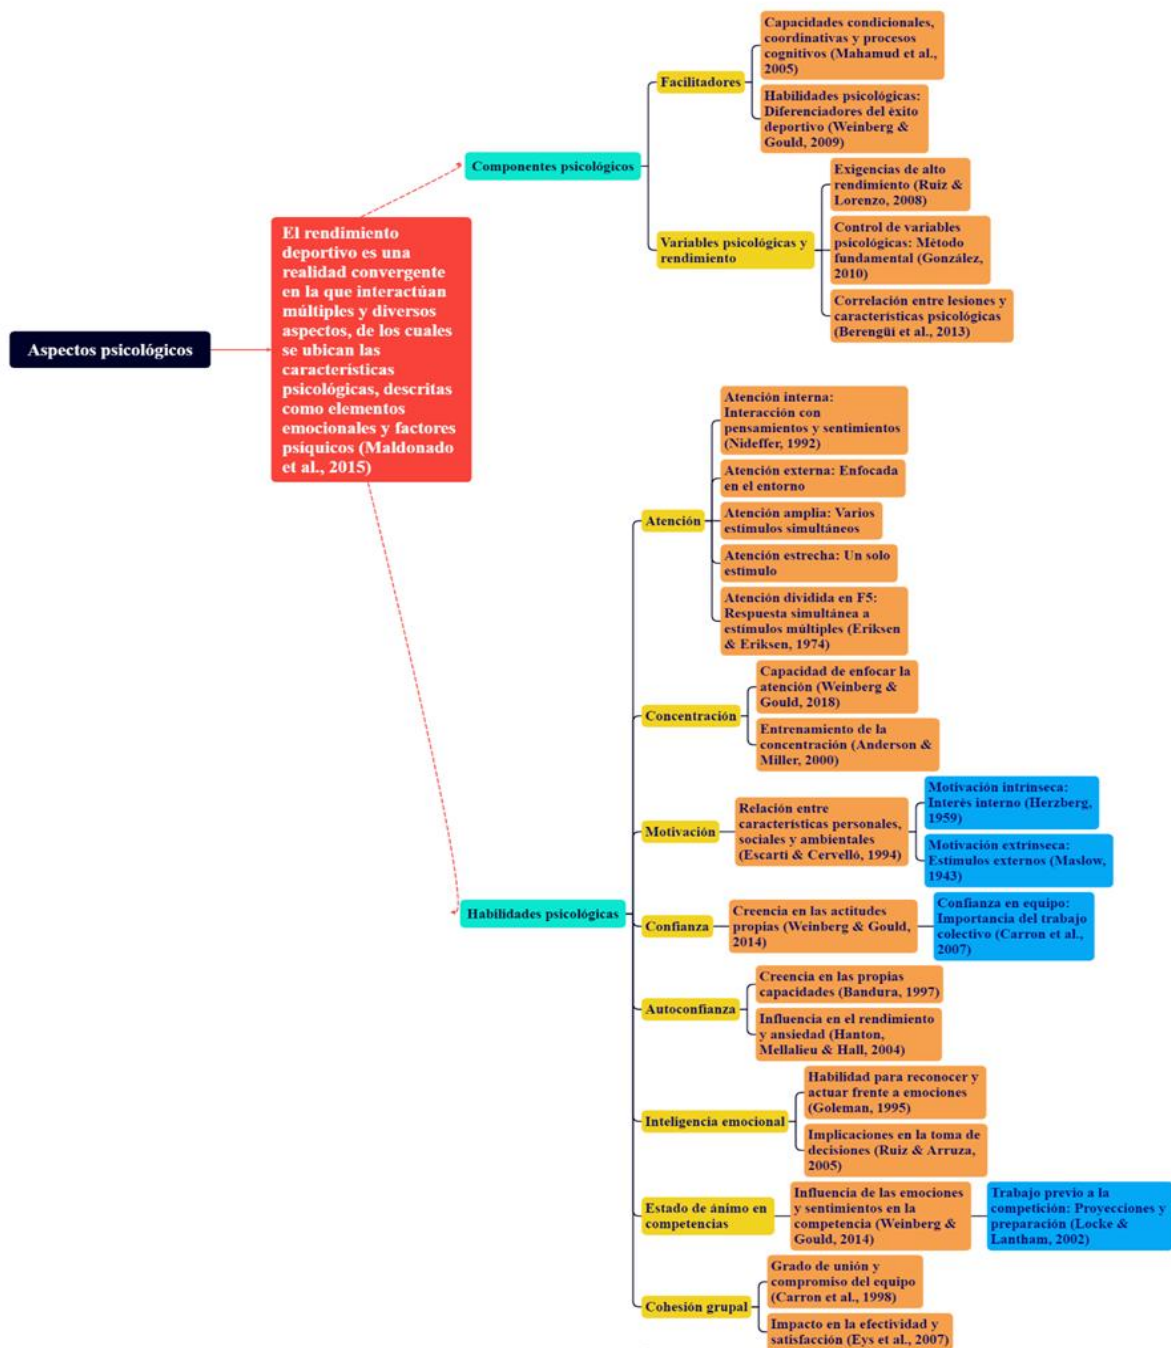 Aspectos psicológicos
El rendimiento
deportivo es una
realidad convergente
en la que interactúan
múltiples y diversos
aspectos, de los cuales
se ubican las
características
psicológicas, descritas
como elementos
emocionales y factores
psíquicos (Maldonado
et al., 2015)
Componentes psicológicos
Facilitadores
Capacidades condicionales,
coordinativas y procesos
cognitivos (Mahamud et al.,
2005)
Habilidades psicológicas:
Diferenciadores del éxito
deportivo (Weinberg &
Gould, 2009)
Variables psicológicas y
rendimiento
Exigencias de alto
rendimiento (Ruiz &
Lorenzo, 2008)
Control de variables
psicológicas: Método
fundamental (González,
2010)
Correlación entre lesiones y
características psicológicas
(Berengüí et al., 2013)
Habilidades psicológicas
Atención
Atención interna:
Interacción con
pensamientos y sentimientos
(Nideffer, 1992)
Atención externa: Enfocada
en el entorno
Atención amplia: Varios
estímulos simultáneos
Atención estrecha: Un solo
estímulo
Atención dividida en F5:
Respuesta simultánea a
estímulos múltiples (Eriksen
& Eriksen, 1974)
Concentración
Capacidad de enfocar la
atención (Weinberg &
Gould, 2018)
Entrenamiento de la
concentración (Anderson &
Miller, 2000)
Motivación
Relación entre
características personales,
sociales y ambientales
(Escartí & Cervelló, 1994)
Motivación intrínseca:
Interés interno (Herzberg,
1959)
Motivación extrínseca:
Estímulos externos (Maslow,
1943)
Confianza
Creencia en las actitudes
propias (Weinberg & Gould,
2014)
Confianza en equipo:
Importancia del trabajo
colectivo (Carron et al.,
2007)
Autoconfianza
Creencia en las propias
capacidades (Bandura, 1997)
Influencia en el rendimiento
y ansiedad (Hanton,
Mellalieu & Hall, 2004)
Inteligencia emocional
Habilidad para reconocer y
actuar frente a emociones
(Goleman, 1995)
Implicaciones en la toma de
decisiones (Ruiz & Arruza,
2005)
Estado de ánimo en
competencias
Influencia de las emociones
y sentimientos en la
competencia (Weinberg &
Gould, 2014)
Trabajo previo a la
competición: Proyecciones y
preparación (Locke &
Lantham, 2002)
Cohesión grupal
Grado de unión y
compromiso del equipo
(Carron et al., 1998)
Impacto en la efectividad y
satisfacción (Eys et al., 2007)